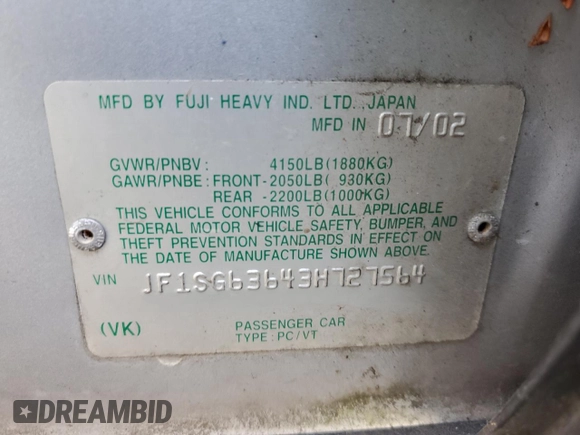 MFD BY FUJI HEAVY IND. LTD. JAPAN
MFD IN 07/02
GVWR/PNBV: 4150LB(1880KG)
GAWR/PNBE: FRONT-2050LB( 930KG)
REAR -2200LB(1000KG)
THIS VEHICLE CONFORMS TO ALL APPLICABLE
FEDERAL MOTOR VEHICLE SAFETY, BUMPER, AND
THEFT PREVENTION STANDARDS IN EFFECT ON
THE DATE OF MANUFACTURE SHOWN ABOVE.
VIN JF1SG63643H727564
(VK) PASSENGER CAR
TYPE: PC/VT
DREAMBID